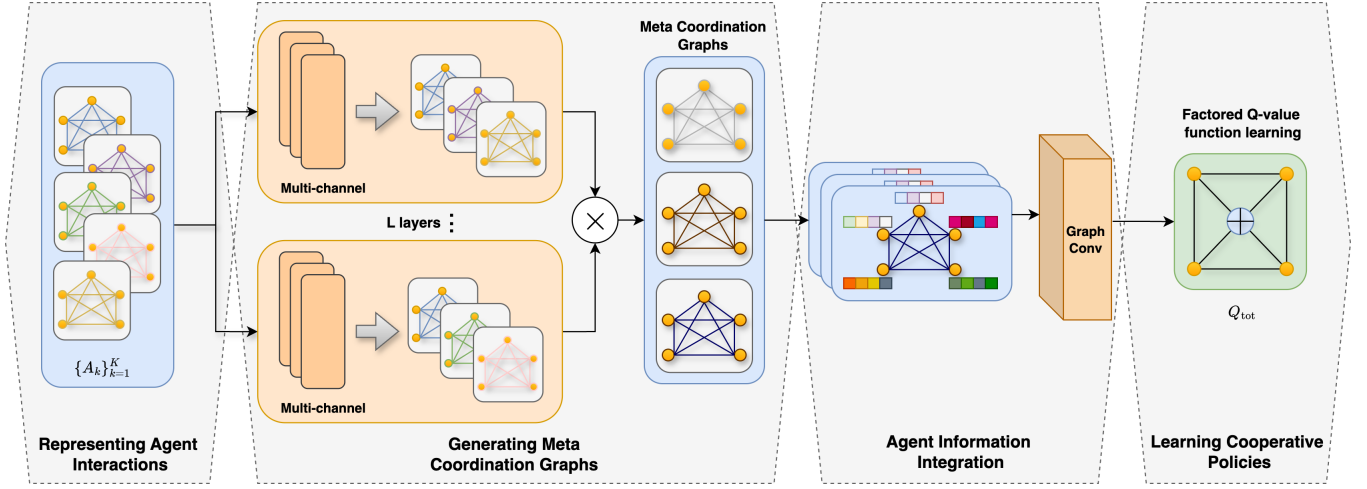 {A_k}_{k=1}^K
Representing Agent
Interactions
Multi-channel
L layers
Multi-channel
Generating Meta
Coordination Graphs
Meta Coordination
Graphs
Agent Information
Integration
Graph
Conv
Factored Q-value
function learning
Q_tot
Learning Cooperative
Policies